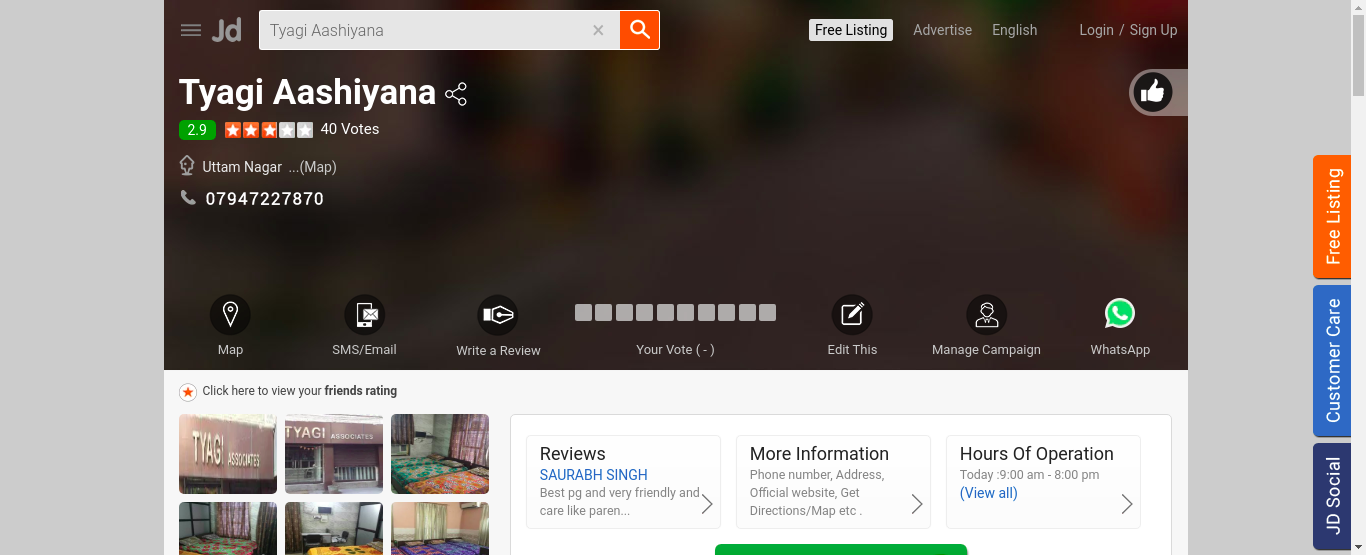 Jd
Tyagi Aashiyana
Free Listing
Advertise
English
Login / Sign Up
Tyagi Aashiyana
2.9
40 Votes
Uttam Nagar ...(Map)
07947227870
Map
SMS/Email
Write a Review
Your Vote ( - )
Edit This
Manage Campaign
WhatsApp
Free Listing
Customer Care
JD Social
Click here to view your friends rating
TYAGI ASSOCIATES
TYAGI ASSOCIATES
Reviews
SAURABH SINGH
Best pg and very friendly and
care like paren...
More Information
Phone number, Address,
Official website, Get
Directions/Map etc .
Hours Of Operation
Today :9:00 am - 8:00 pm
(View all)